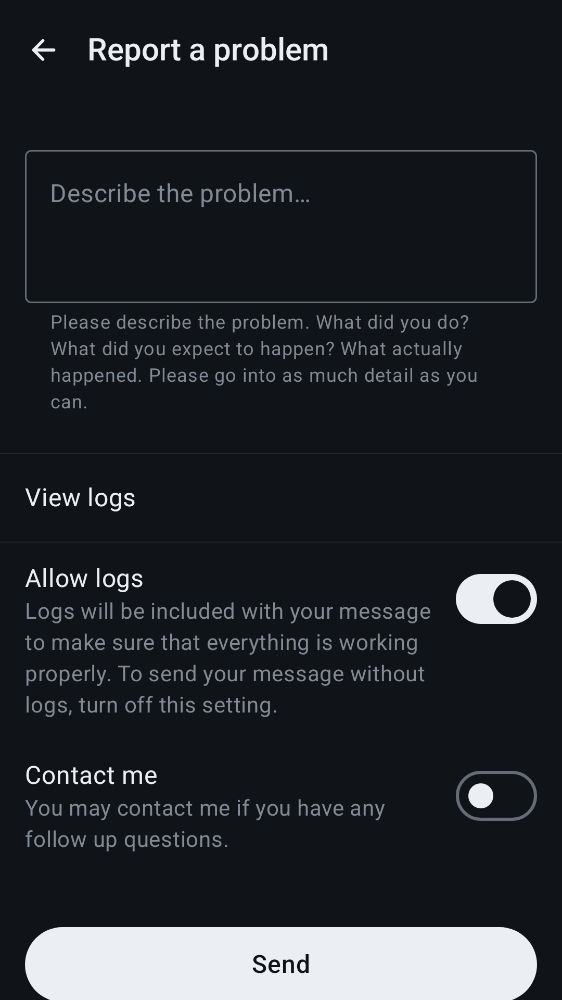 Report a problem
Describe the problem…
Please describe the problem. What did you do?
What did you expect to happen? What actually
happened. Please go into as much detail as you
can.
View logs
Allow logs
Logs will be included with your message
to make sure that everything is working
properly. To send your message without
logs, turn off this setting.
Contact me
You may contact me if you have any
follow up questions.
Send